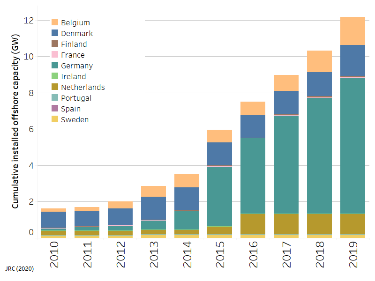 12
10
8
6
4
2
0
Cumulative installed offshore capacity (GW)
Belgium
Denmark
Finland
France
Germany
Ireland
Netherlands
Portugal
Spain
Sweden
2010
2011
2012
2013
2014
2015
2016
2017
2018
2019
JRC (2020)